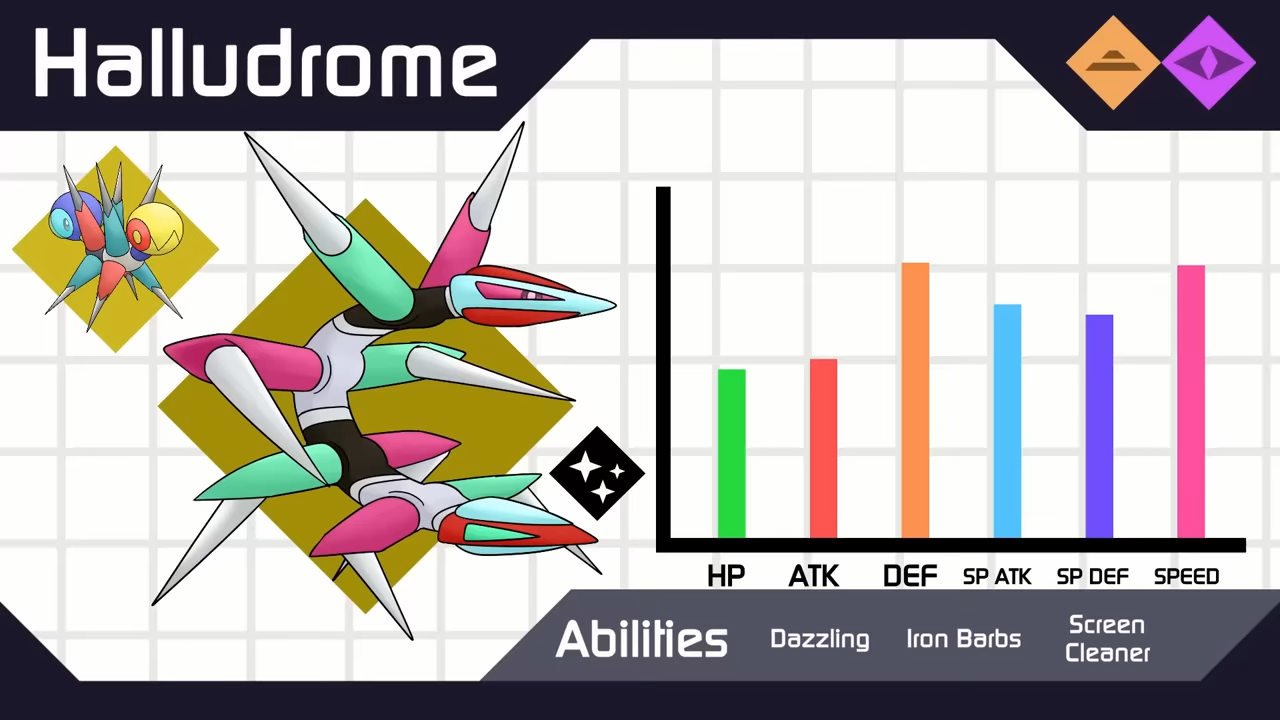 Halludrome
HP ATK DEF SP ATK SP DEF SPEED
Abilities Dazzling Iron Barbs Screen
Cleaner